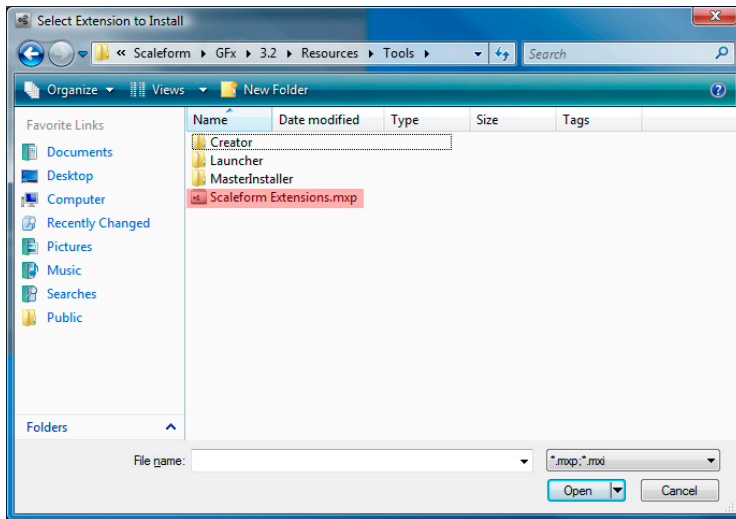 Select Extension to Install
« Scaleform GFx 3.2 Resources Tools Search
Organize Views New Folder
Favorite Links
Documents
Desktop
Computer
Recently Changed
Pictures
Music
Searches
Public
Folders
Name Date modified Type Size Tags
Creator
Launcher
MasterInstaller
Scaleform Extensions.mxp
File name:
*.mxp;*.mxi
Open Cancel